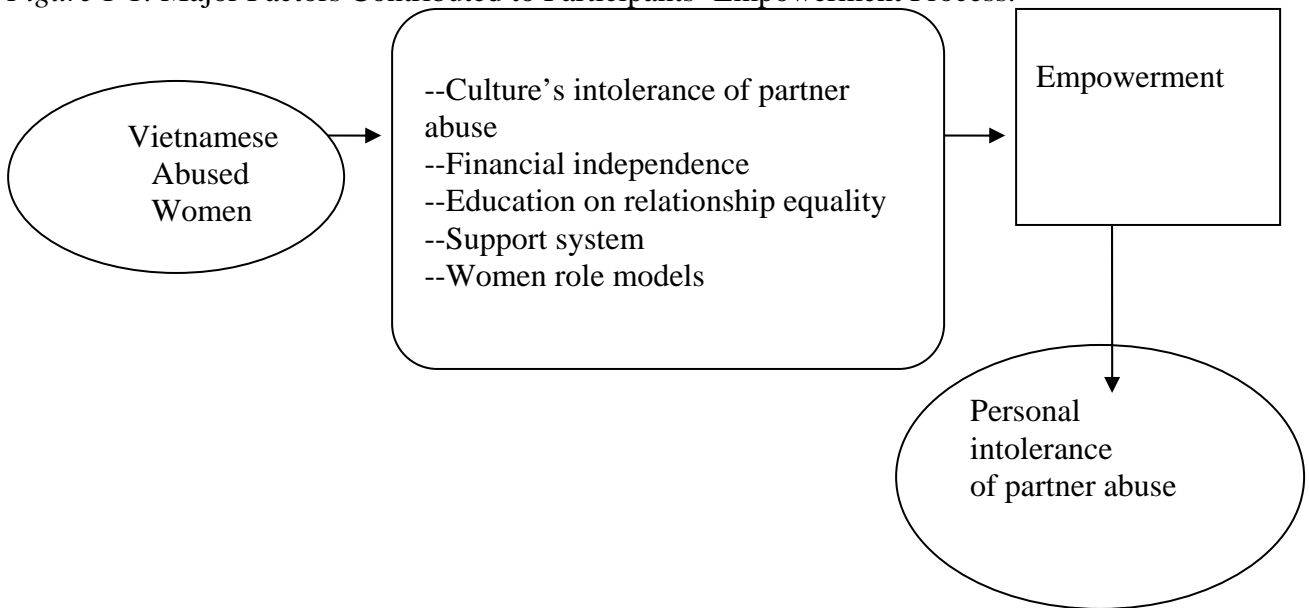 Major Factors Contributed to Participants' Empowerment Process.
Vietnamese
Abused
Women
--Culture's intolerance of partner
abuse
--Financial independence
--Education on relationship equality
--Support system
--Women role models
Empowerment
Personal
intolerance
of partner abuse